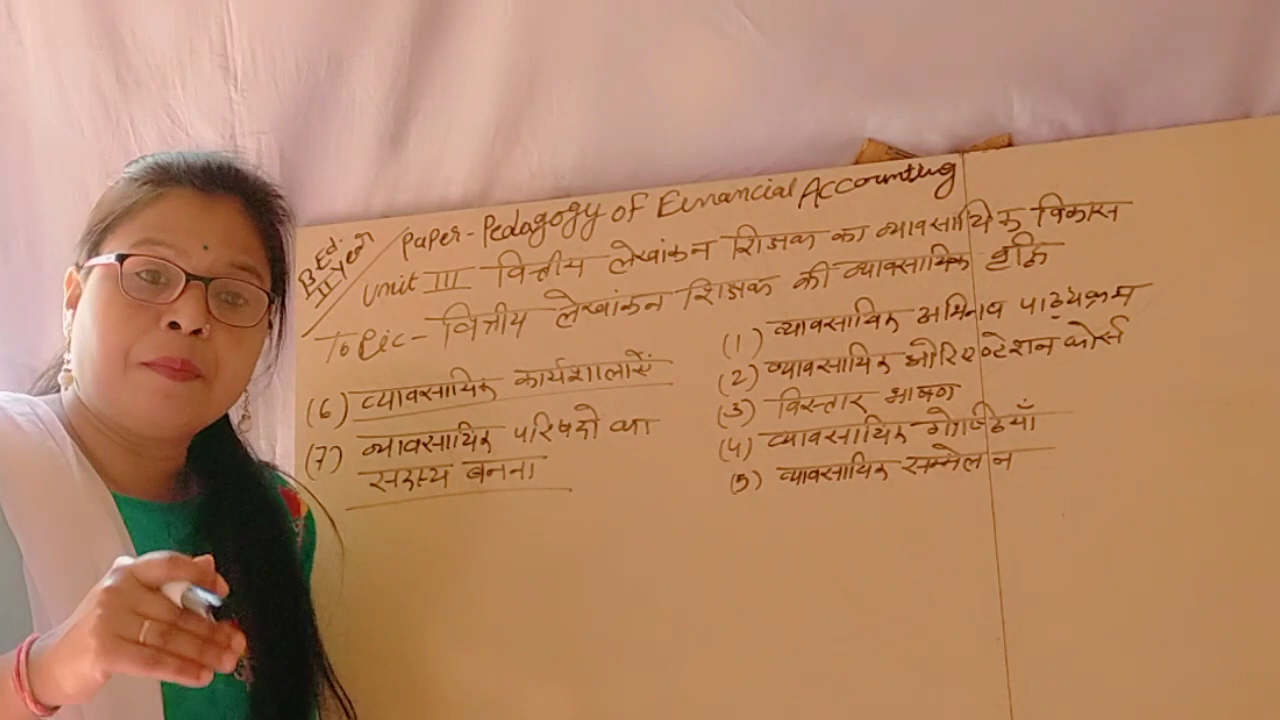 B.Ed.
II Year
Paper - Pedagogy of Financial Accounting
Unit III वित्तीय लेखांकन शिक्षक का व्यावसायिक विकास
Topic - वित्तीय लेखांकन शिक्षक की व्यावसायिक वृद्धि
(1) व्यावसायिक अभिनव पाठ्यक्रम
(2) व्यावसायिक ओरिएण्टेशन कोर्स
(3) विस्तार भाषण
(4) व्यावसायिक गोष्ठियाँ
(5) व्यावसायिक सम्मेलन
(6) व्यावसायिक कार्यशालाएें
(7) व्यावसायिक परिषदो का
सदस्य बनना